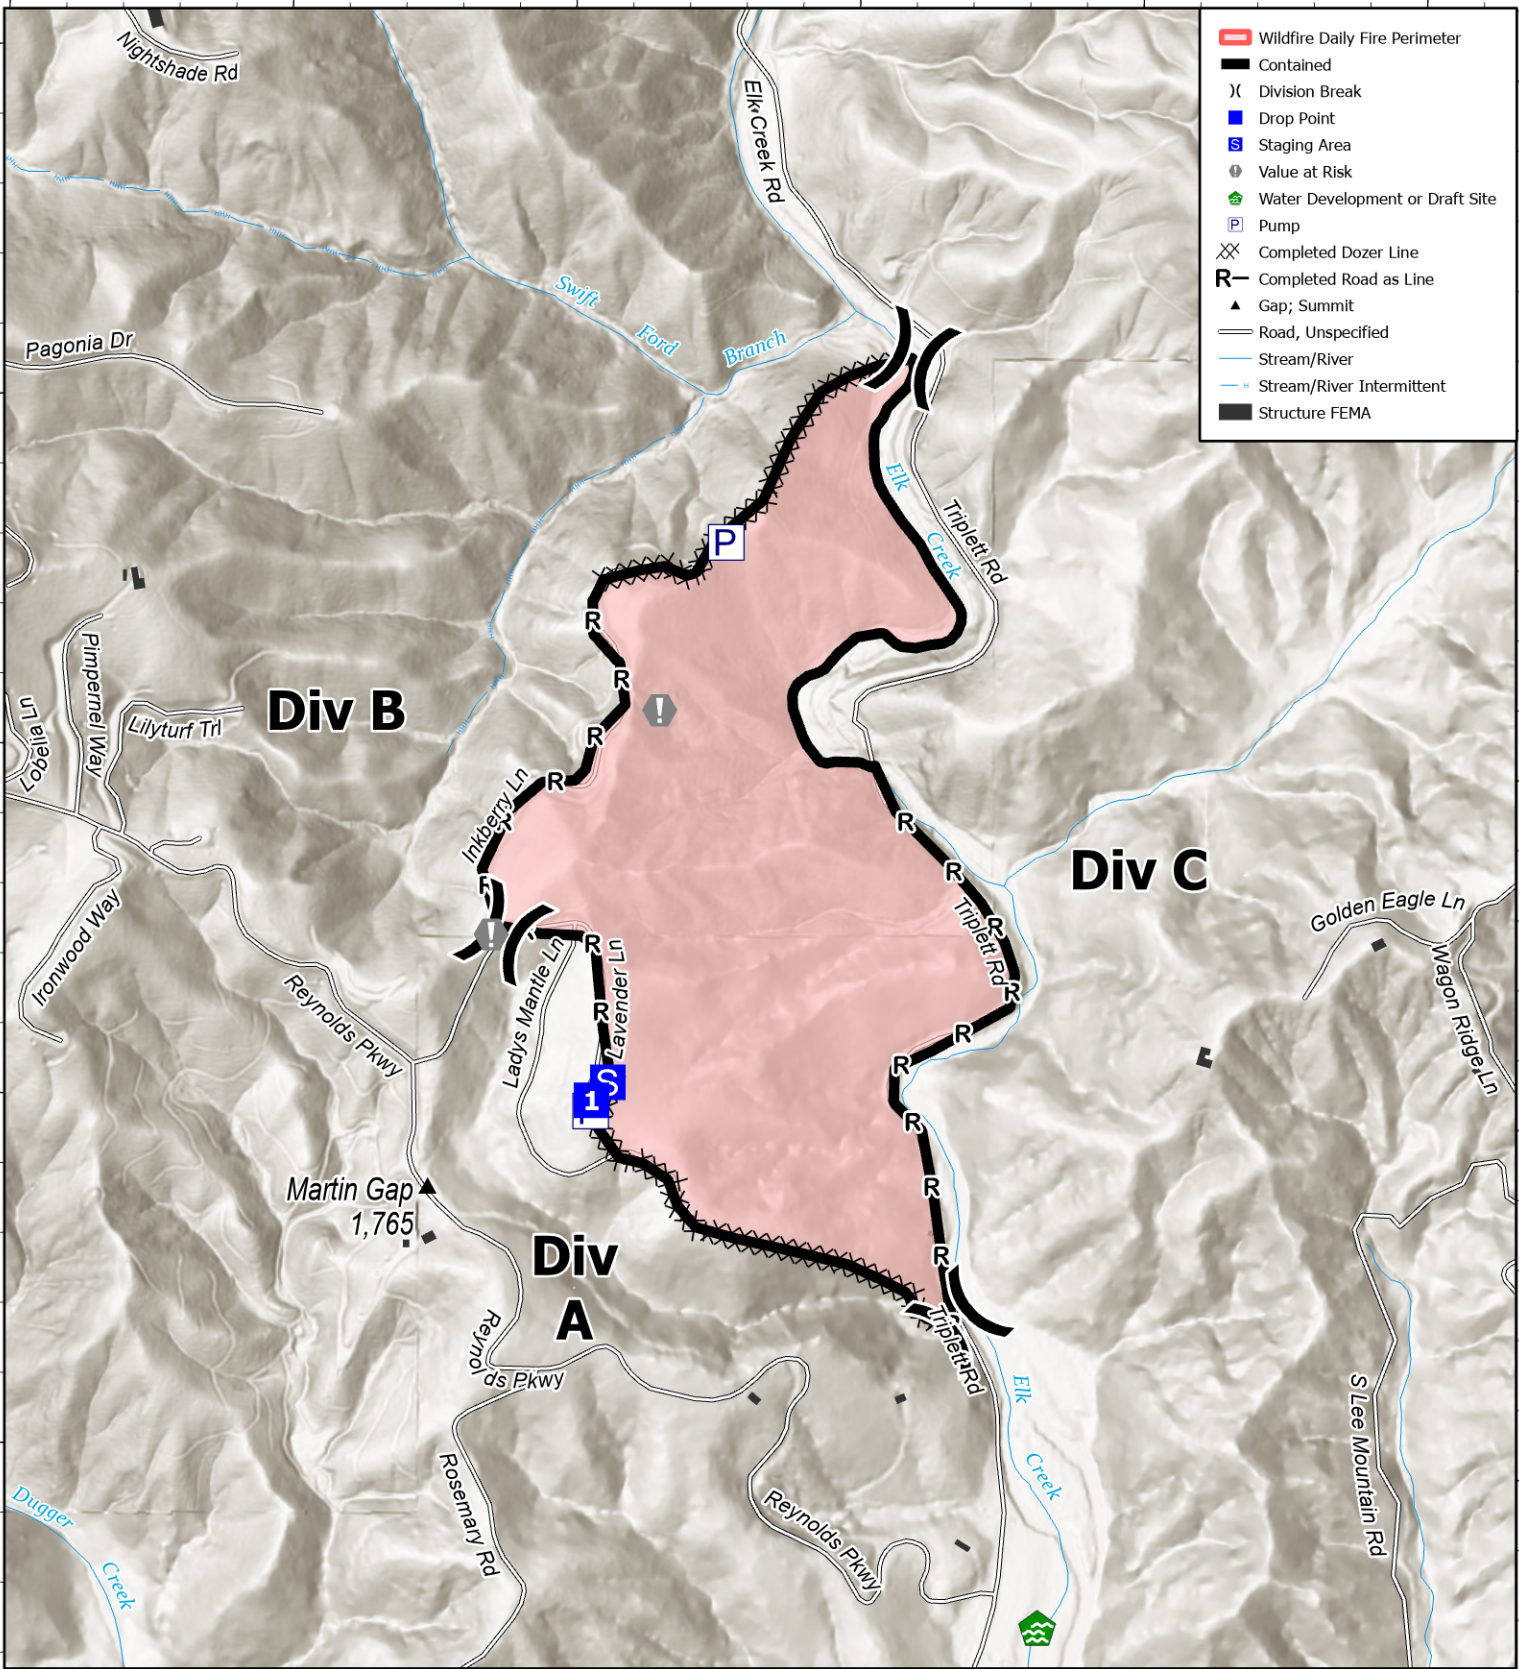 Nightshade Rd
Elk Creek Rd
Wildfire Daily Fire Perimeter
Contained
Division Break
Drop Point
S Staging Area
! Value at Risk
Water Development or Draft Site
P Pump
Completed Dozer Line
R Completed Road as Line
Gap; Summit
Road, Unspecified
Stream/River
H Stream/River Intermittent
Structure FEMA
Swift
Ford
Branch
Pagonia Dr
Elk
Creek
Triplett Rd
P
R
R
R
R
R
R
!
Pimpernel Way
Lobelia Ln
Lilyturf Trl
Div B
Inkberry Ln
Div C
R
R
R
R
R
R
R
R
R
Triplett Rd
Golden Eagle Ln
Wagon Ridge Ln
Ironwood Way
Reynolds Pkwy
!
R
R
Ladys Mantle Ln
Lavender Ln
S
1
Martin Gap
1,765
Div
A
Reynolds Pkwy
Triplett Rd
Elk
Creek
S Lee Mountain Rd
Rosemary Rd
Reynolds Pkwy
Dugger
Creek